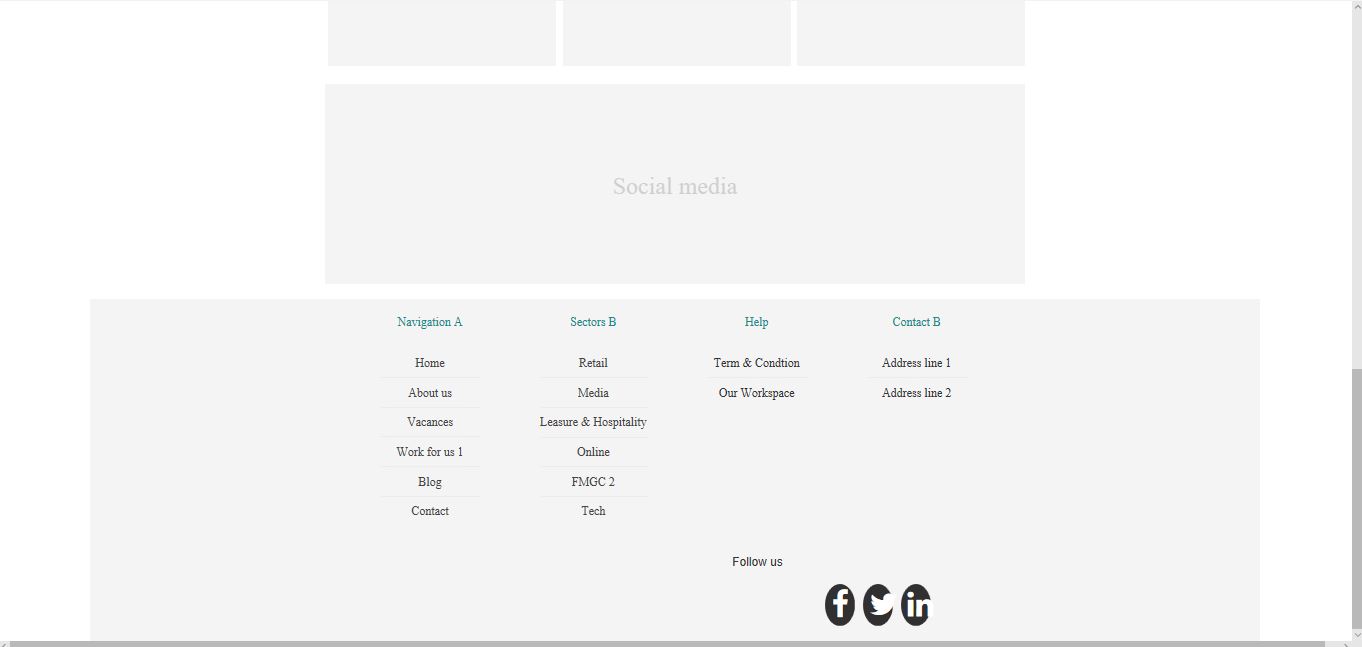 Social media
Navigation A
Home
About us
Vacances
Work for us 1
Blog
Contact
Sectors B
Retail
Media
Leasure & Hospitality
Online
FMGC 2
Tech
Help
Term & Condtion
Our Workspace
Contact B
Address line 1
Address line 2
Follow us
f
in